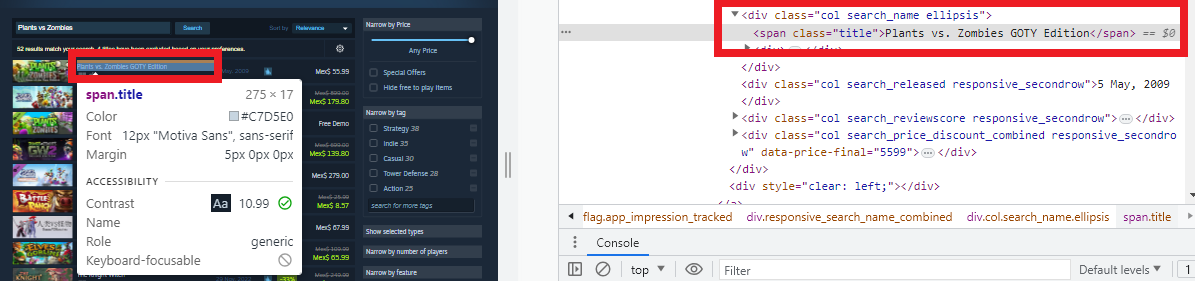 Plants vs Zombies
Search
Sort by Relevance
52 results match your search. 4 titles have been excluded based on your preferences.
Plants vs. Zombies GOTY Edition
Mex$ 55.99
Mex$ 179.80
Free Demo
Mex$ 139.80
Mex$ 279.00
Mex$ 8.57
Mex$ 67.99
Mex$ 65.99
-33%
span.title 275 × 17
Color #C7D5E0
Font 12px "Motiva Sans", sans-serif
Margin 5px 0px 0px
ACCESSIBILITY
Contrast Aa 10.99
Name
Role generic
Keyboard-focusable
Narrow by Price
Any Price
Special Offers
Hide free to play items
Narrow by tag
Strategy 38
Indie 35
Casual 30
Tower Defense 28
Action 25
search for more tags
Show selected types
Narrow by number of players
Narrow by feature
<div class="col search_name ellipsis">
<span class="title">Plants vs. Zombies GOTY Edition</span> == $0
<div>…</div>
</div>
<div class="col search_released responsive_secondrow">5 May, 2009
</div>
<div class="col search_reviewscore responsive_secondrow">…</div>
<div class="col search_price_discount_combined responsive_secondro
w" data-price-final="5599">…</div>
</div>
<div style="clear: left;"></div>
</a>
flag.app_impression_tracked div.responsive_search_name_combined div.col.search_name.ellipsis span.title
Console
top Filter Default levels 1